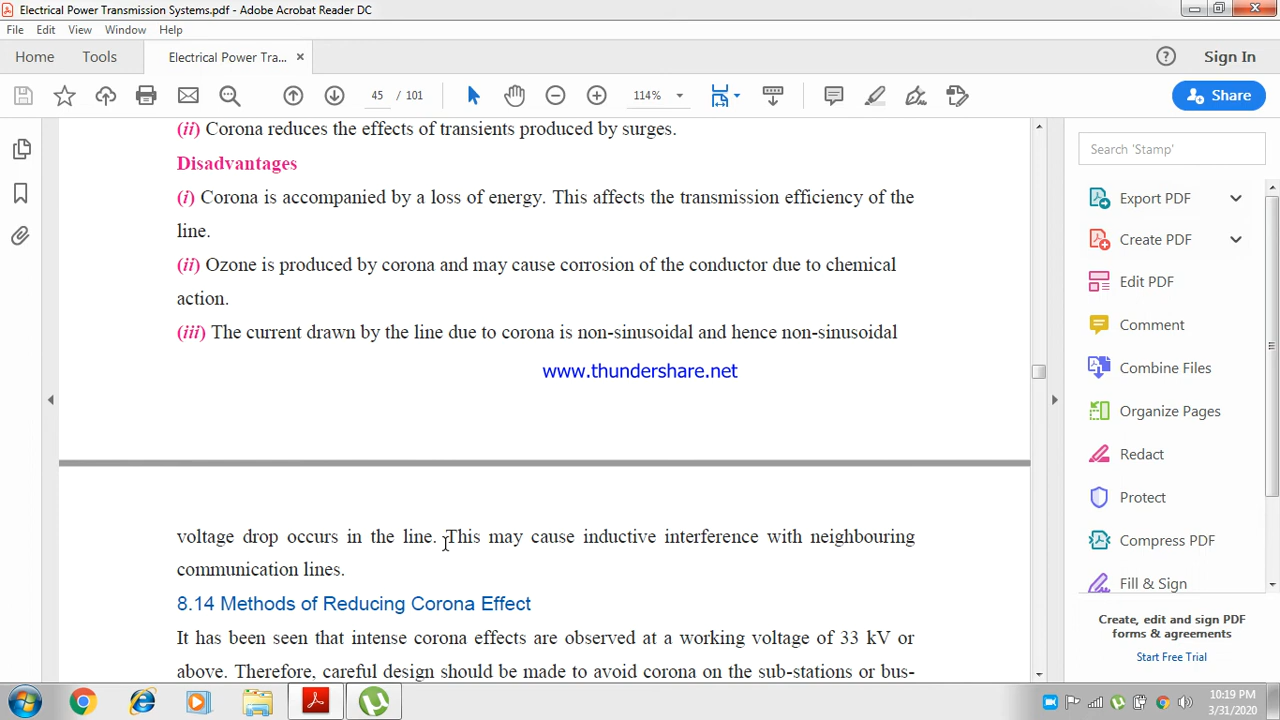 Electrical Power Transmission Systems.pdf - Adobe Acrobat Reader DC
File Edit View Window Help
Home Tools Electrical Power Tra... × Sign In
45 / 101 114% Share
(ii) Corona reduces the effects of transients produced by surges.
Disadvantages
(i) Corona is accompanied by a loss of energy. This affects the transmission efficiency of the
line.
(ii) Ozone is produced by corona and may cause corrosion of the conductor due to chemical
action.
(iii) The current drawn by the line due to corona is non-sinusoidal and hence non-sinusoidal
www.thundershare.net
voltage drop occurs in the line. This may cause inductive interference with neighbouring
communication lines.
8.14 Methods of Reducing Corona Effect
It has been seen that intense corona effects are observed at a working voltage of 33 kV or
above. Therefore, careful design should be made to avoid corona on the sub-stations or bus-
Search 'Stamp'
Export PDF
Create PDF
Edit PDF
Comment
Combine Files
Organize Pages
Redact
Protect
Compress PDF
Fill & Sign
Create, edit and sign PDF
forms & agreements
Start Free Trial
10:19 PM
3/31/2020